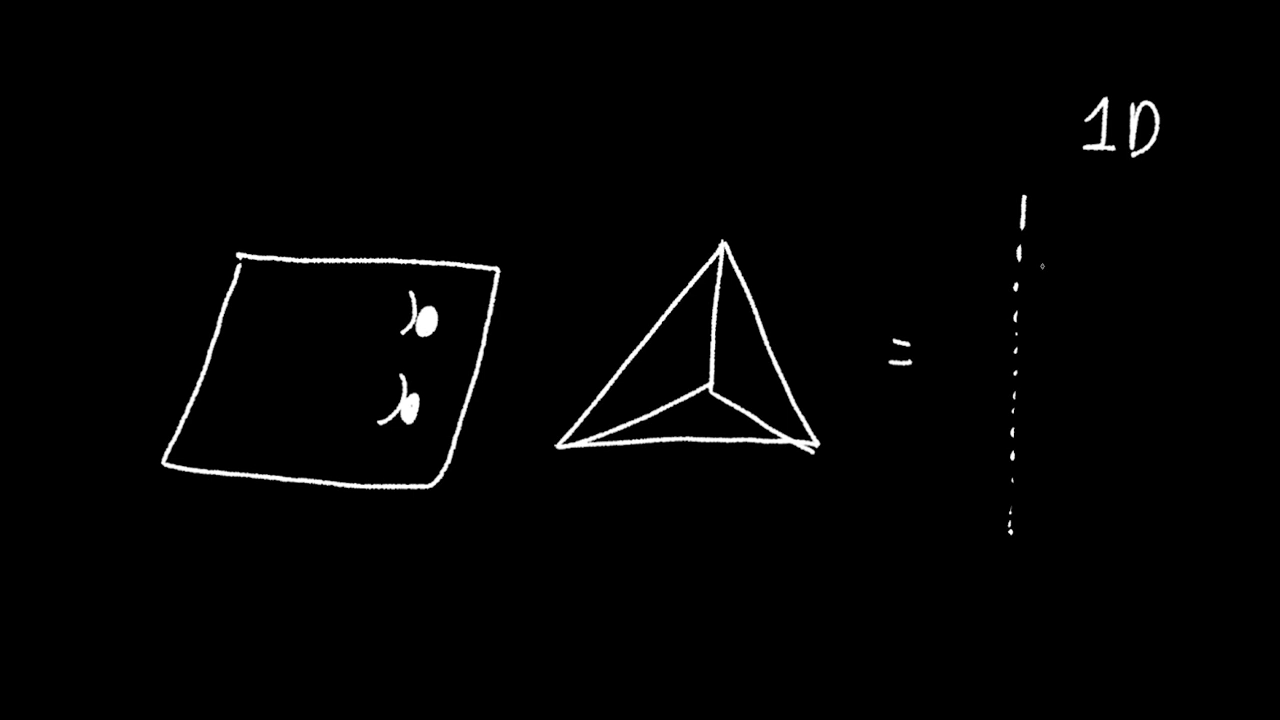 =
1D